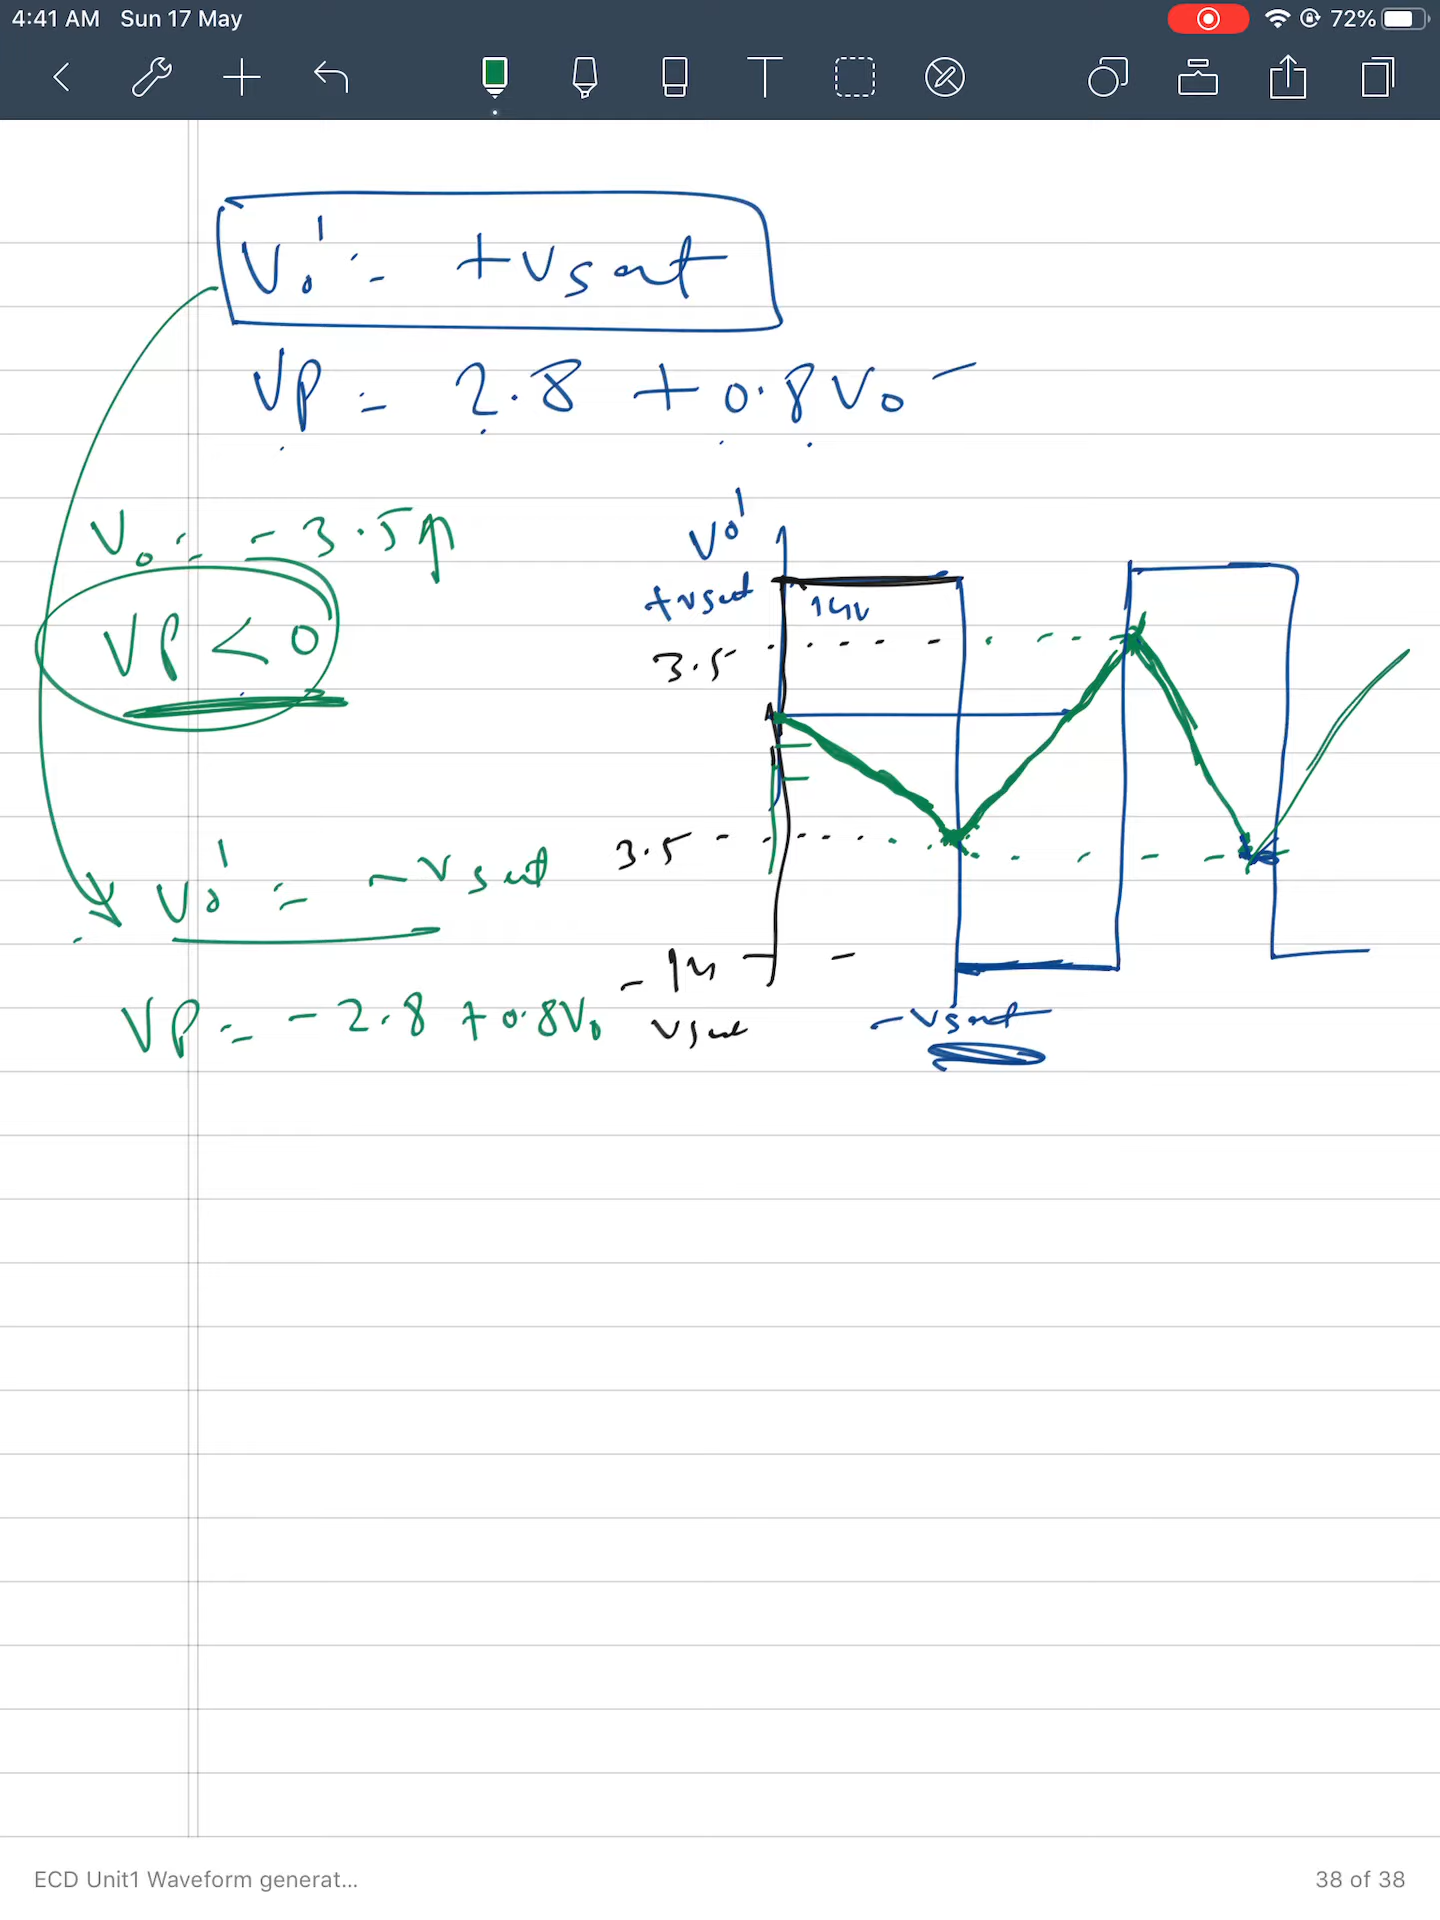 4:41 AM Sun 17 May
72%
Vo' = +Vsat
VP = 2.8 + 0.8Vo
Vo = -3.5
VP < 0
Vo'
+Vsat
14V
3.5
3.5
Vo' = -Vsat
-14
Vsat
-Vsat
VP = -2.8 + 0.8Vo
ECD Unit1 Waveform generat...
38 of 38